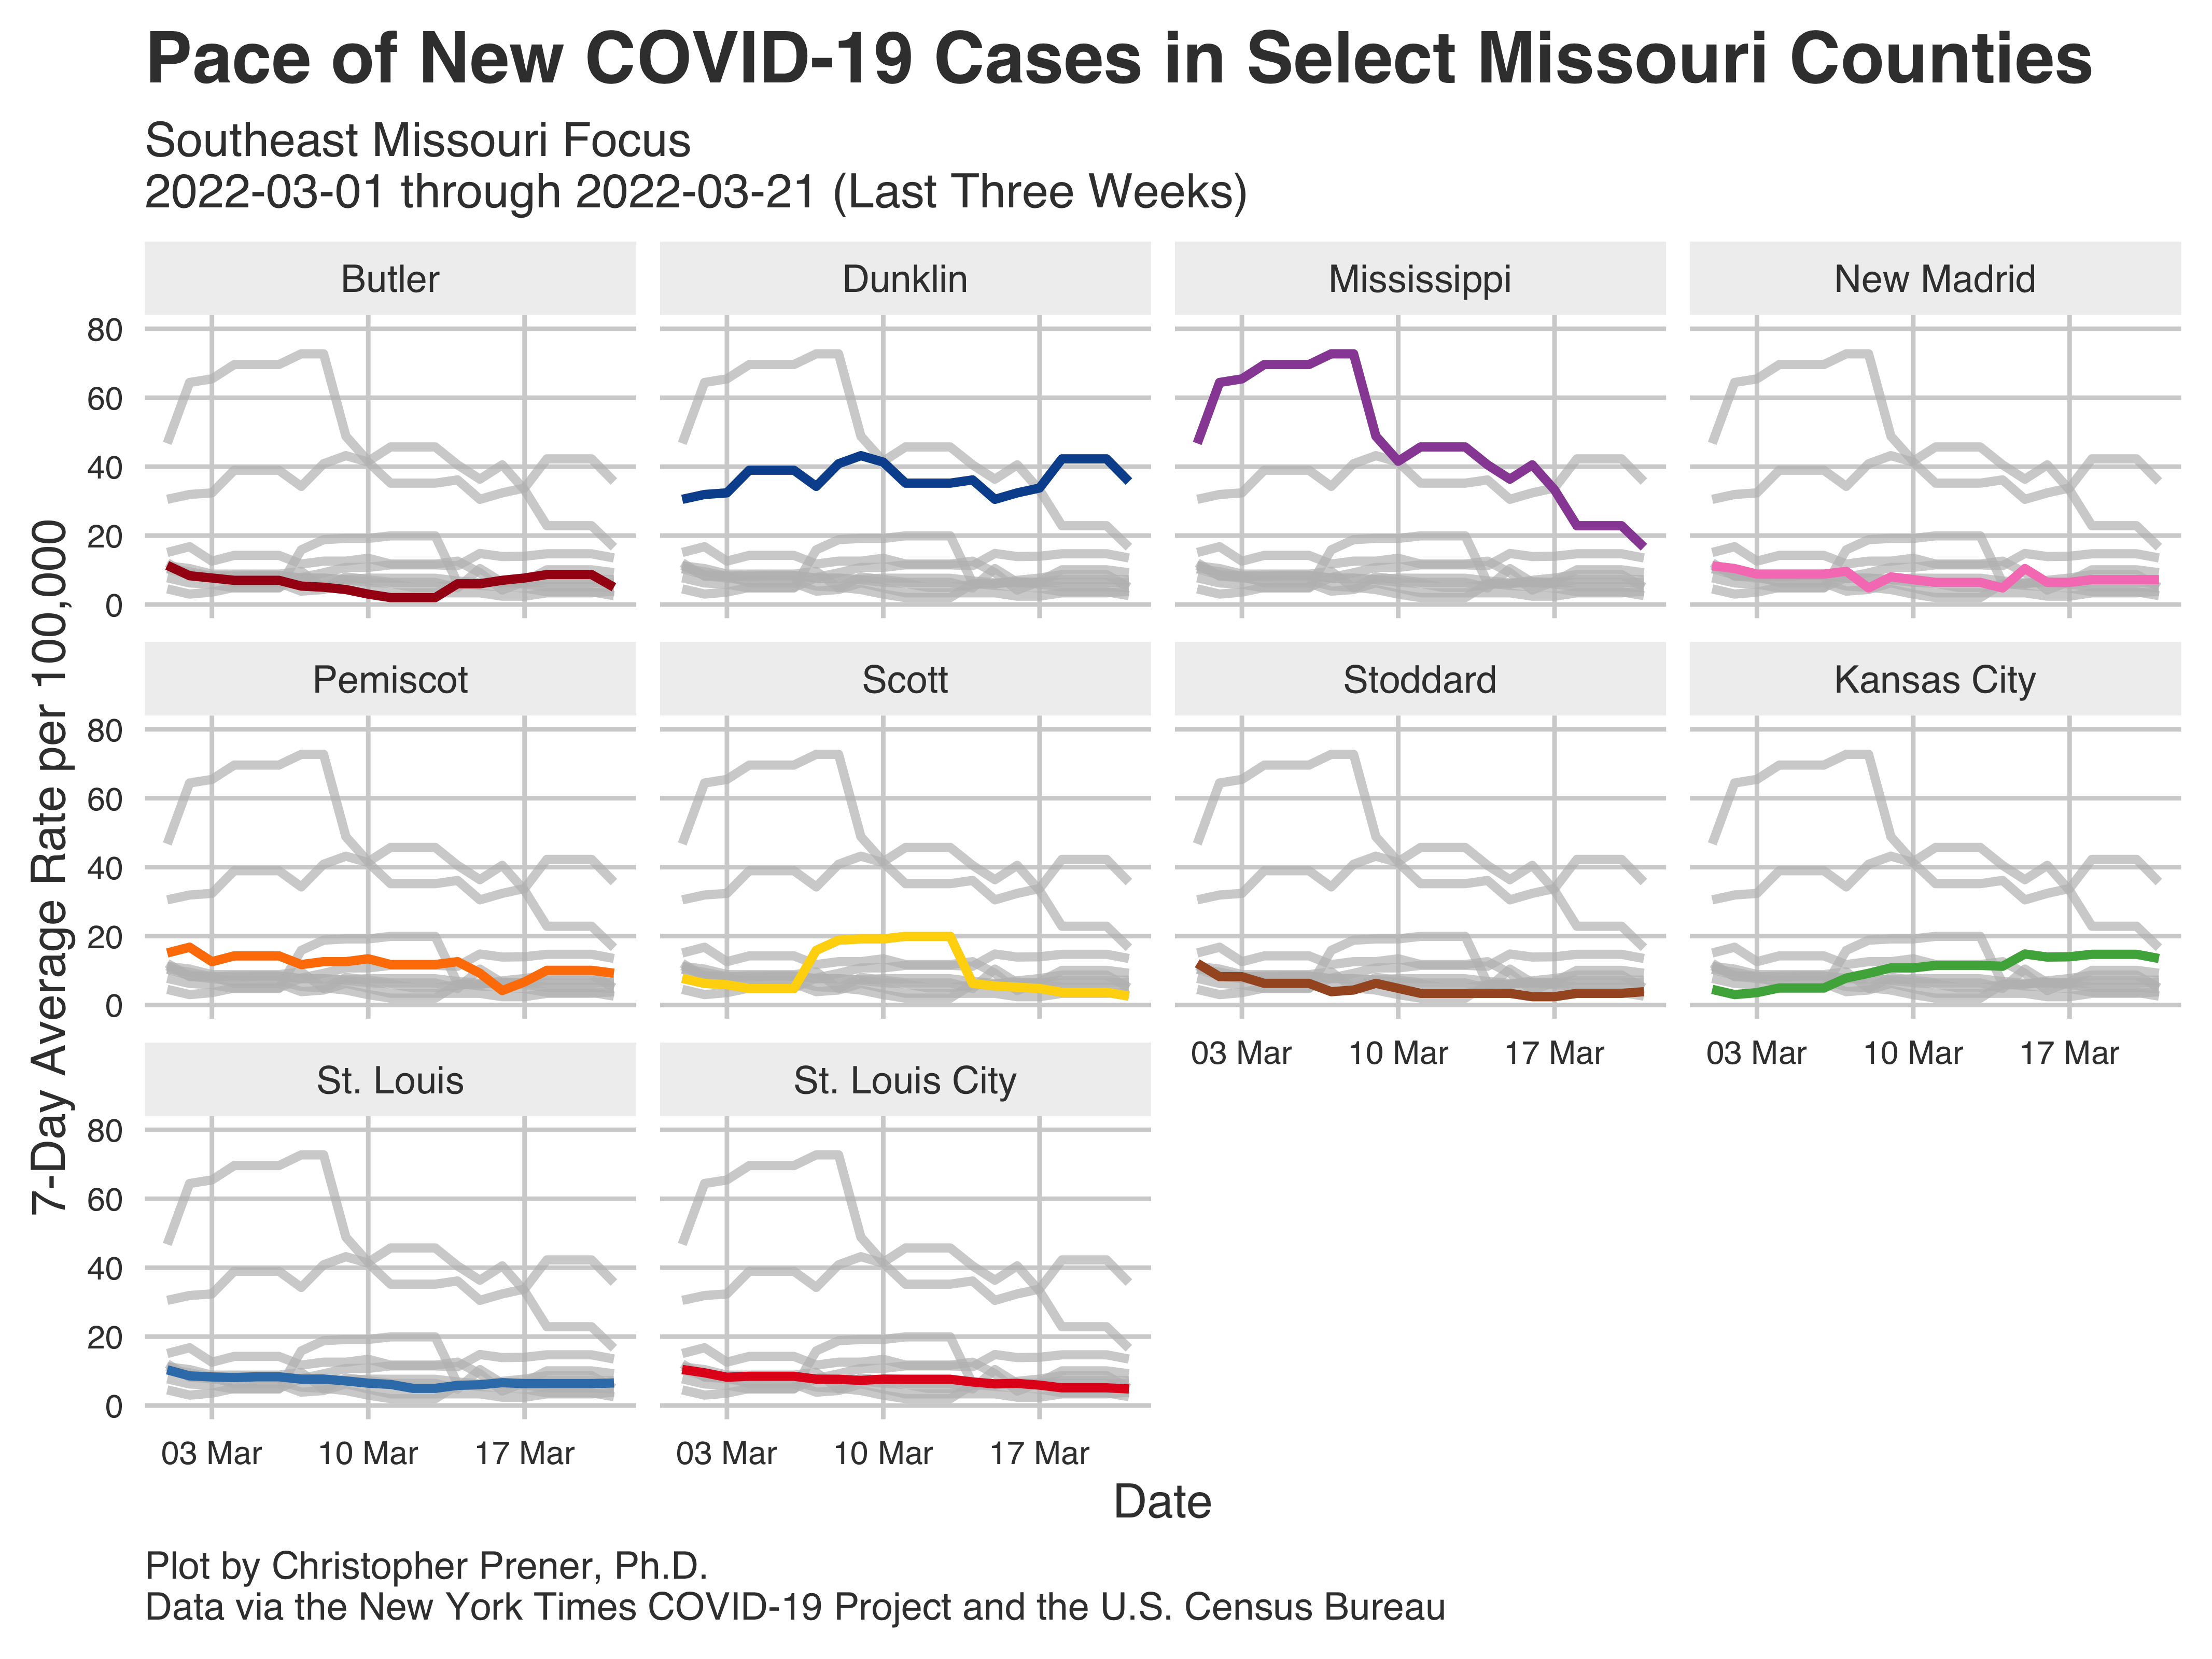 Pace of New COVID-19 Cases in Select Missouri Counties
Southeast Missouri Focus
2022-03-01 through 2022-03-21 (Last Three Weeks)
7-Day Average Rate per 100,000
Butler
Dunklin
Mississippi
New Madrid
80
60
40
20
0
Pemiscot
Scott
Stoddard
Kansas City
80
60
40
20
0
03 Mar
10 Mar
17 Mar
03 Mar
10 Mar
17 Mar
St. Louis
St. Louis City
80
60
40
20
0
03 Mar
10 Mar
17 Mar
03 Mar
10 Mar
17 Mar
Date
Plot by Christopher Prener, Ph.D.
Data via the New York Times COVID-19 Project and the U.S. Census Bureau